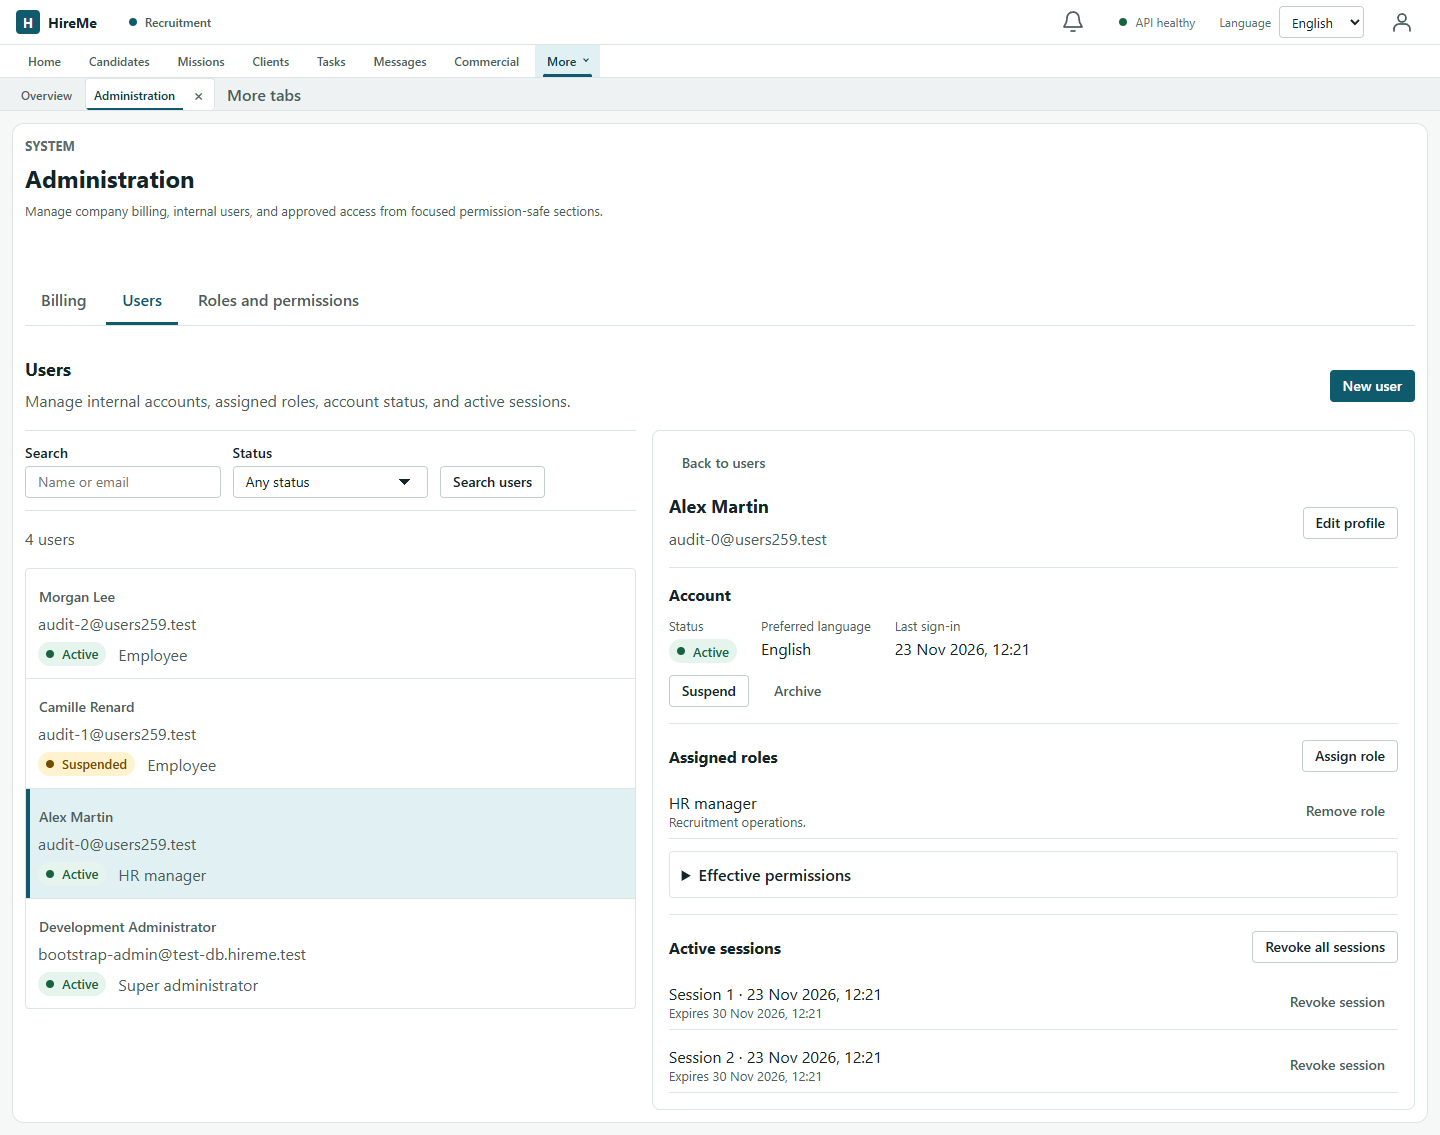 H HireMe
Recruitment
API healthy
Language
English
Home
Candidates
Missions
Clients
Tasks
Messages
Commercial
More
Overview
Administration ×
More tabs
SYSTEM
Administration
Manage company billing, internal users, and approved access from focused permission-safe sections.
Billing
Users
Roles and permissions
Users
Manage internal accounts, assigned roles, account status, and active sessions.
New user
Search
Name or email
Status
Any status
Search users
4 users
Morgan Lee
audit-2@users259.test
Active Employee
Camille Renard
audit-1@users259.test
Suspended Employee
Alex Martin
audit-0@users259.test
Active HR manager
Development Administrator
bootstrap-admin@test-db.hireme.test
Active Super administrator
Back to users
Alex Martin
audit-0@users259.test
Edit profile
Account
Status
Active
Preferred language
English
Last sign-in
23 Nov 2026, 12:21
Suspend
Archive
Assigned roles
Assign role
HR manager
Recruitment operations.
Remove role
Effective permissions
Active sessions
Revoke all sessions
Session 1 · 23 Nov 2026, 12:21
Expires 30 Nov 2026, 12:21
Revoke session
Session 2 · 23 Nov 2026, 12:21
Expires 30 Nov 2026, 12:21
Revoke session